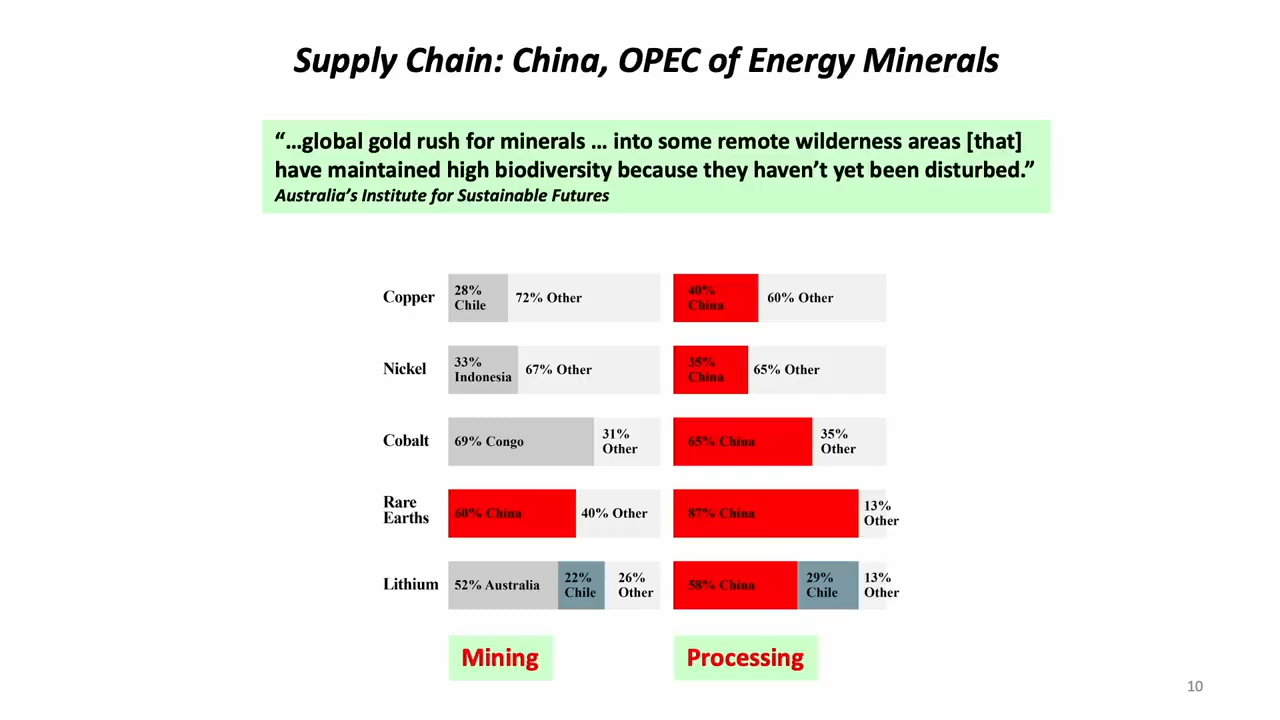 Supply Chain: China, OPEC of Energy Minerals
“…global gold rush for minerals … into some remote wilderness areas [that]
have maintained high biodiversity because they haven’t yet been disturbed.”
Australia’s Institute for Sustainable Futures
Copper
28%
Chile
72% Other
40%
China
60% Other
Nickel
33%
Indonesia
67% Other
35%
China
65% Other
Cobalt
69% Congo
31%
Other
65% China
35%
Other
Rare
Earths
60% China
40% Other
87% China
13%
Other
Lithium
52% Australia
22%
Chile
26%
Other
58% China
29%
Chile
13%
Other
Mining
Processing
10